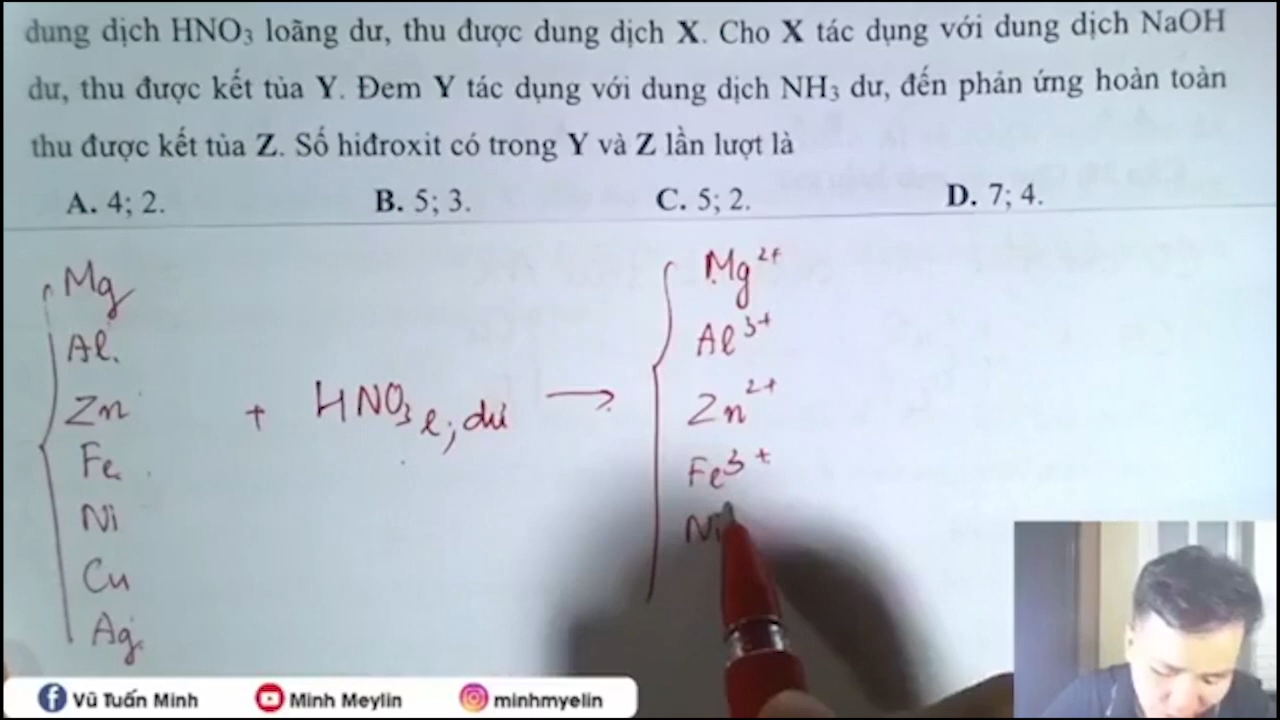 dung dịch HNO₃ loãng dư, thu được dung dịch X. Cho X tác dụng với dung dịch NaOH
dư, thu được kết tủa Y. Đem Y tác dụng với dung dịch NH₃ dư, đến phản ứng hoàn toàn
thu được kết tủa Z. Số hiđroxit có trong Y và Z lần lượt là
A. 4; 2. B. 5; 3. C. 5; 2. D. 7; 4.
Mg
Al
Zn
Fe
Ni
Cu
Ag
+ HNO₃ l, dư →
Mg²⁺
Al³⁺
Zn²⁺
Fe³⁺
Ni
Vũ Tuấn Minh Minh Meylin minhmyelin